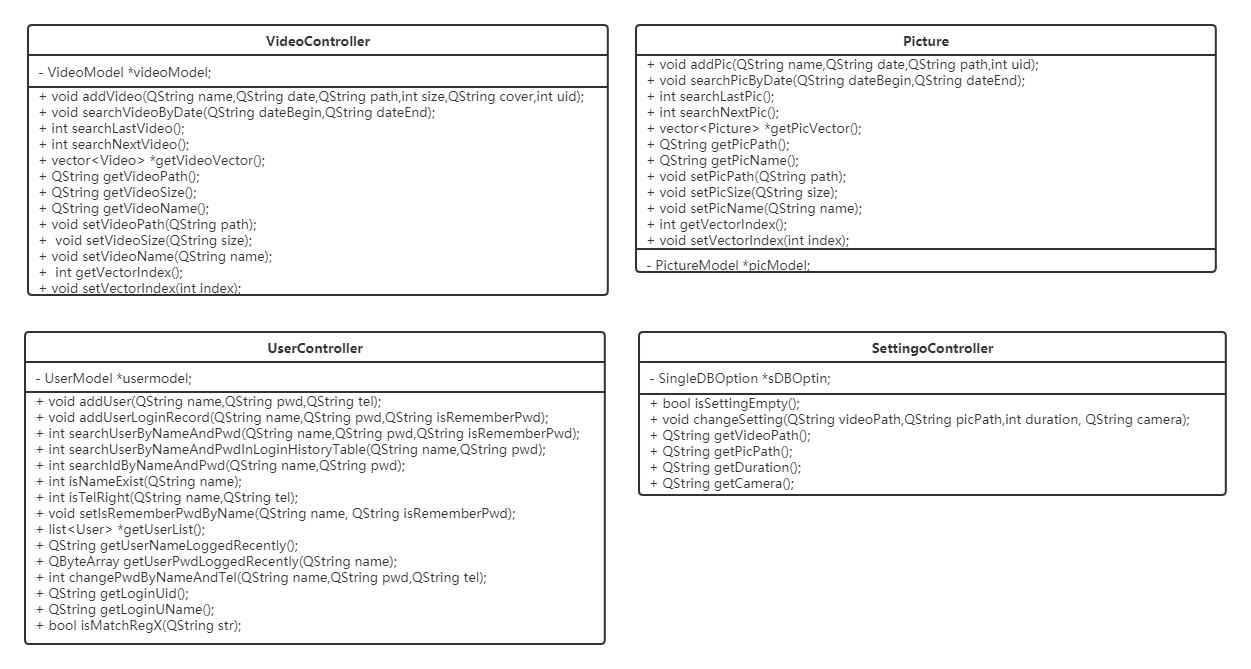 VideoController
- VideoModel *videoModel;
+ void addVideo(QString name,QString date,QString path,int size,QString cover,int uid);
+ void searchVideoByDate(QString dateBegin,QString dateEnd);
+ int searchLastVideo();
+ int searchNextVideo();
+ vector<Video> *getVideoVector();
+ QString getVideoPath();
+ QString getVideoSize();
+ QString getVideoName();
+ void setVideoPath(QString path);
+  void setVideoSize(QString size);
+ void setVideoName(QString name);
+  int getVectorIndex();
+ void setVectorIndex(int index);
Picture
+ void addPic(QString name,QString date,QString path,int uid);
+ void searchPicByDate(QString dateBegin,QString dateEnd);
+ int searchLastPic();
+ int searchNextPic();
+ vector<Picture> *getPicVector();
+ QString getPicPath();
+ QString getPicName();
+ void setPicPath(QString path);
+ void setPicSize(QString size);
+ void setPicName(QString name);
+ int getVectorIndex();
+ void setVectorIndex(int index);
- PictureModel *picModel;
UserController
- UserModel *usermodel;
+ void addUser(QString name,QString pwd,QString tel);
+ void addUserLoginRecord(QString name,QString pwd,QString isRememberPwd);
+ int searchUserByNameAndPwd(QString name,QString pwd,QString isRememberPwd);
+ int searchUserByNameAndPwdInLoginHistoryTable(QString name,QString pwd);
+ int searchIdByNameAndPwd(QString name,QString pwd);
+ int isNameExist(QString name);
+ int isTelRight(QString name,QString tel);
+ void setIsRememberPwdByName(QString name, QString isRememberPwd);
+ list<User> *getUserList();
+ QString getUserNameLoggedRecently();
+ QByteArray getUserPwdLoggedRecently(QString name);
+ int changePwdByNameAndTel(QString name,QString pwd,QString tel);
+ QString getLoginUid();
+ QString getLoginUName();
+ bool isMatchRegX(QString str);
SettingoController
- SingleDBOption *sDBOptin;
+ bool isSettingEmpty();
+ void changeSetting(QString videoPath,QString picPath,int duration, QString camera);
+ QString getVideoPath();
+ QString getPicPath();
+ QString getDuration();
+ QString getCamera();